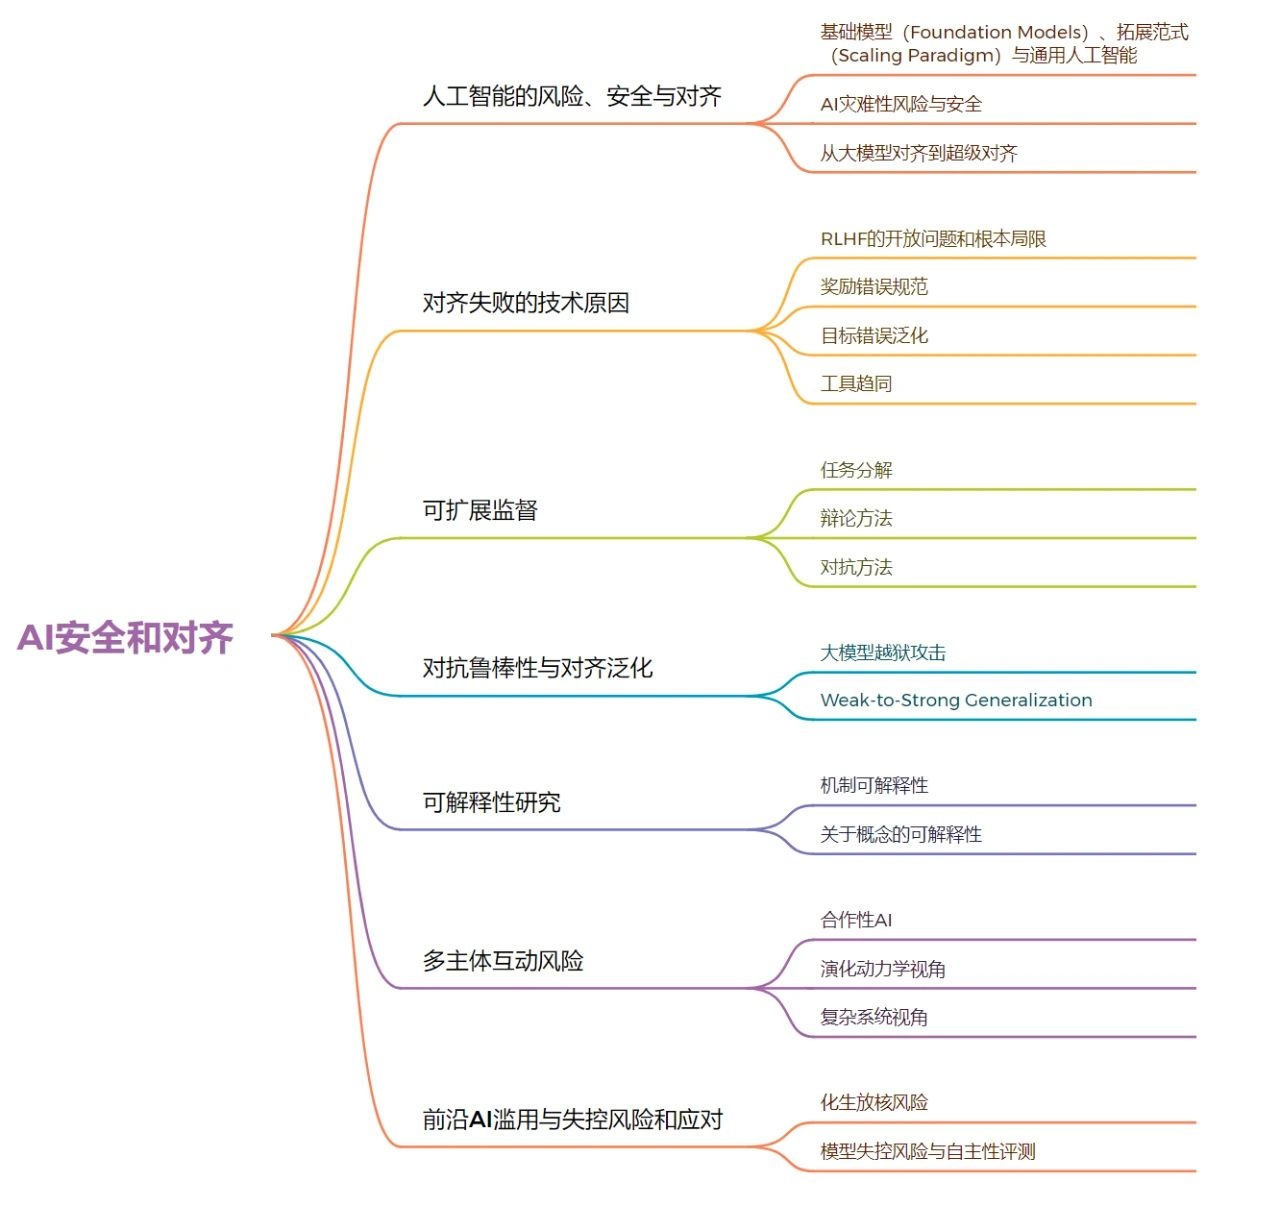 AI安全和对齐
人工智能的风险、安全与对齐
基础模型（Foundation Models）、拓展范式
（Scaling Paradigm）与通用人工智能
AI灾难性风险与安全
从大模型对齐到超级对齐
对齐失败的技术原因
RLHF的开放问题和根本局限
奖励错误规范
目标错误泛化
工具趋同
可扩展监督
任务分解
辩论方法
对抗方法
对抗鲁棒性与对齐泛化
大模型越狱攻击
Weak-to-Strong Generalization
可解释性研究
机制可解释性
关于概念的可解释性
多主体互动风险
合作性AI
演化动力学视角
复杂系统视角
前沿AI滥用与失控风险和应对
化生放核风险
模型失控风险与自主性评测